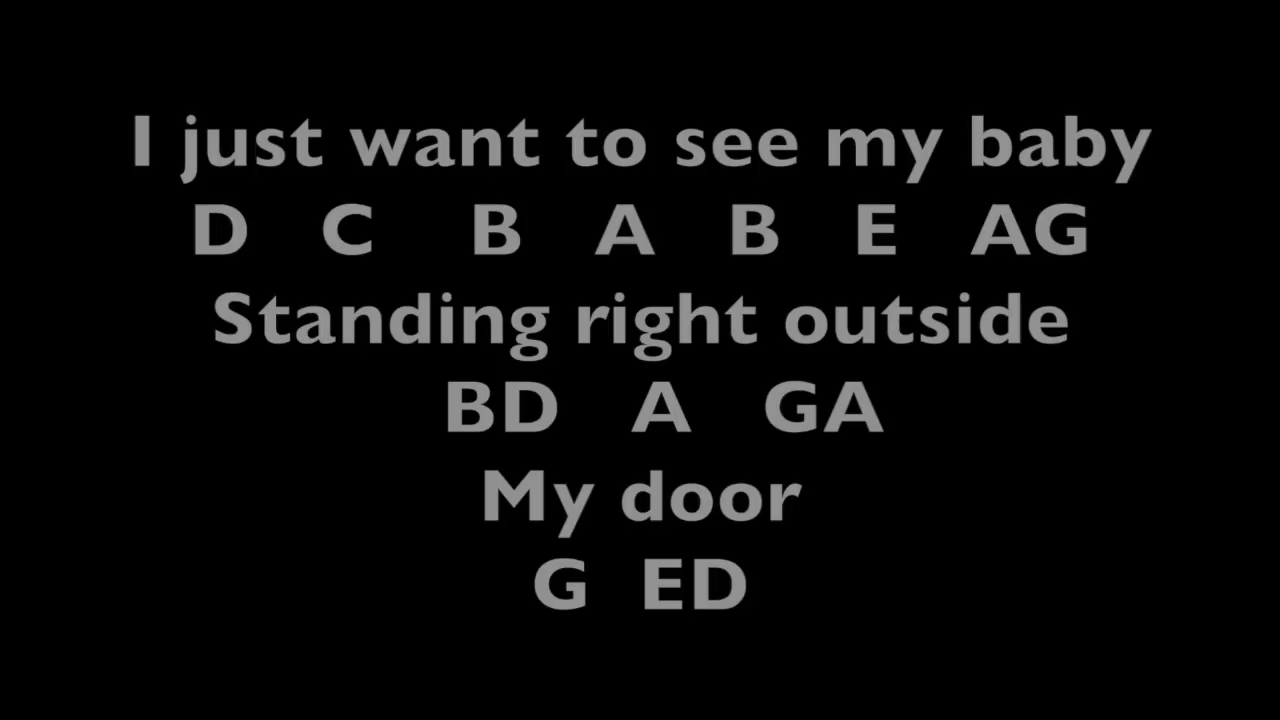 I just want to see my baby
D C B A B E AG
Standing right outside
BD A GA
My door
G ED